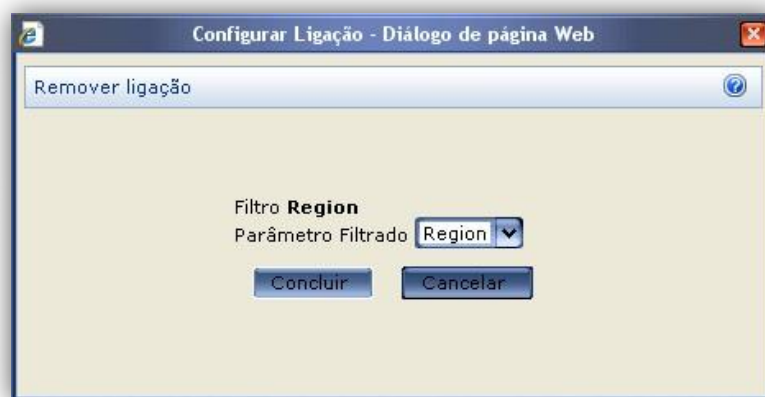 Configurar Ligação - Diálogo de página Web
Remover ligação
Filtro Region
Parâmetro Filtrado Region
Concluir Cancelar